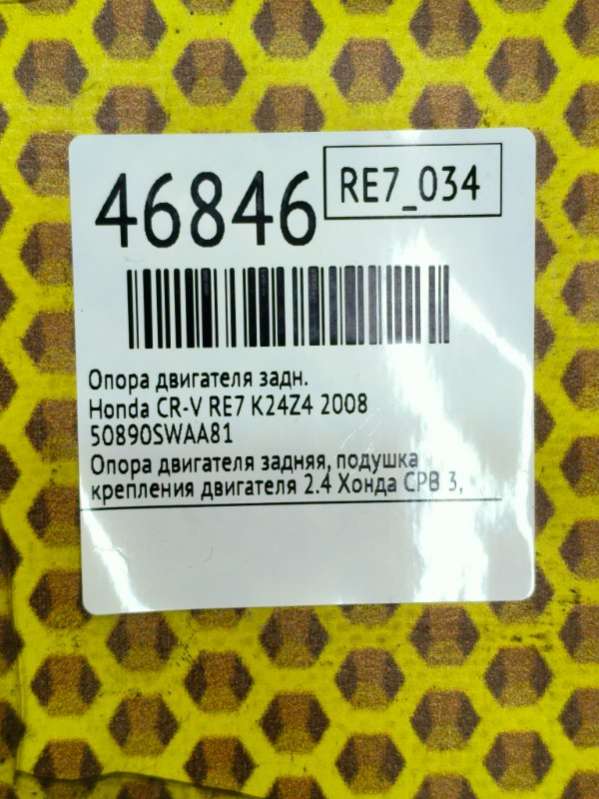 46846
RE7_034
Опора двигателя задн.
Honda CR-V RE7 K24Z4 2008
50890SWAA81
Опора двигателя задняя, подушка
крепления двигателя 2.4 Хонда СРВ 3,